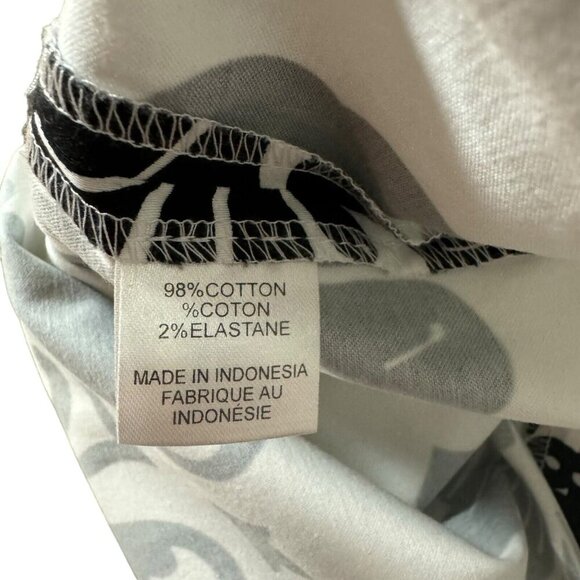 98%COTTON
%COTON
2%ELASTANE
MADE IN INDONESIA
FABRIQUE AU
INDONÉSIE